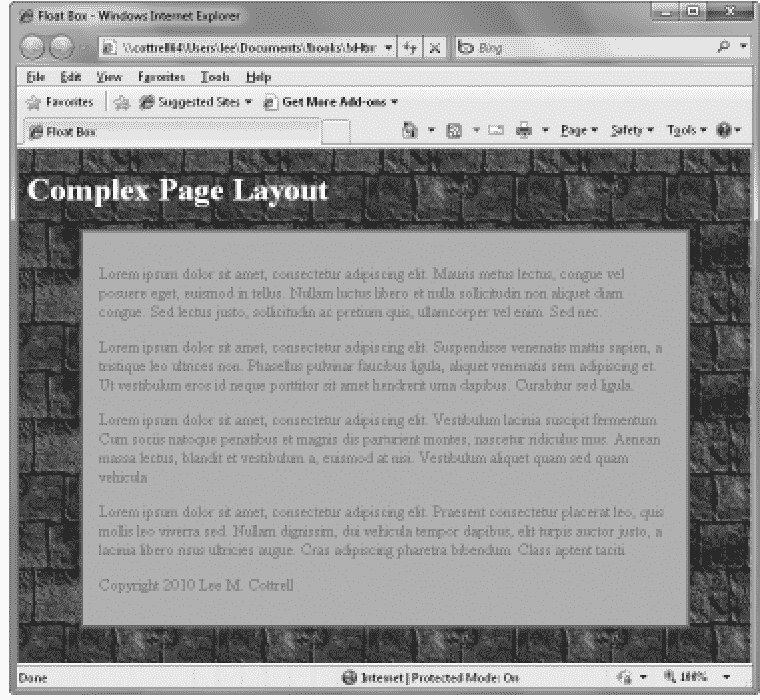 Float Box - Windows Internet Explorer
\\cottrell64\Users\lee\Documents\!books\!xHtm
Bing
File Edit View Favorites Tools Help
Favorites Suggested Sites Get More Add-ons
Float Box Page Safety Tools
Complex Page Layout
Lorem ipsum dolor sit amet, consectetur adipiscing elit. Mauris metus lectus, congue vel
posuere eget, euismod in tellus. Nullam luctus libero et nulla sollicitudin non aliquet diam
congue. Sed lectus justo, sollicitudin ac pretium quis, ullamcorper vel enim. Sed nec.
Lorem ipsum dolor sit amet, consectetur adipiscing elit. Suspendisse venenatis mattis sapien, a
tristique leo ultrices non. Phasellus pulvinar faucibus ligula, aliquet venenatis sem adipiscing et.
Ut vestibulum eros id neque porttitor sit amet hendrerit urna dapibus. Curabitur sed ligula.
Lorem ipsum dolor sit amet, consectetur adipiscing elit. Vestibulum lacinia suscipit fermentum.
Cum sociis natoque penatibus et magnis dis parturient montes, nascetur ridiculus mus. Aenean
massa lectus, blandit et vestibulum a, euismod at nisi. Vestibulum aliquet quam sed quam
vehicula
Lorem ipsum dolor sit amet, consectetur adipiscing elit. Praesent consectetur placerat leo, quis
mollis leo viverra sed. Nullam dignissim, dui vehicula tempor dapibus, elit turpis auctor justo, a
lacinia libero risus ultricies augue. Cras adipiscing pharetra bibendum. Class aptent taciti
Copyright 2010 Lee M. Cottrell
Done Internet | Protected Mode: On 100%